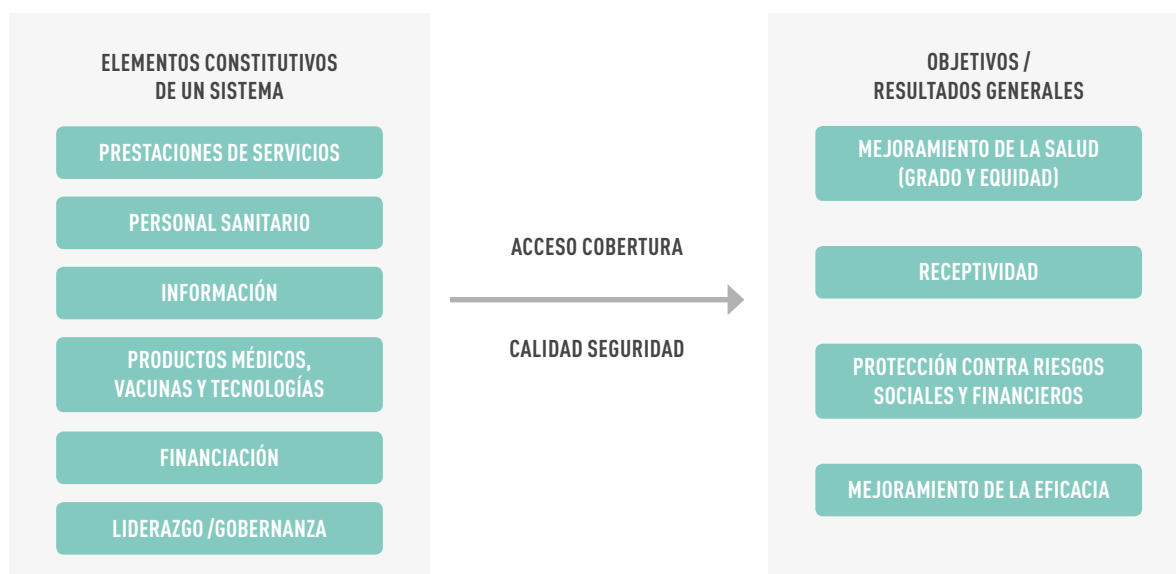 ELEMENTOS CONSTITUTIVOS
DE UN SISTEMA
PRESTACIONES DE SERVICIOS
PERSONAL SANITARIO
INFORMACIÓN
PRODUCTOS MÉDICOS,
VACUNAS Y TECNOLOGÍAS
FINANCIACIÓN
LIDERAZGO /GOBERNANZA
ACCESO COBERTURA
CALIDAD SEGURIDAD
OBJETIVOS /
RESULTADOS GENERALES
MEJORAMIENTO DE LA SALUD
(GRADO Y EQUIDAD)
RECEPTIVIDAD
PROTECCIÓN CONTRA RIESGOS
SOCIALES Y FINANCIEROS
MEJORAMIENTO DE LA EFICACIA